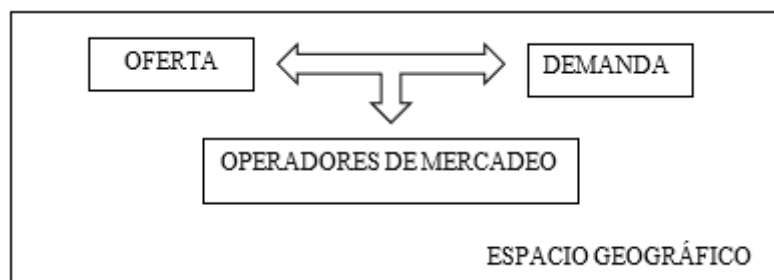 OFERTA
DEMANDA
OPERADORES DE MERCADEO
ESPACIO GEOGRÁFICO